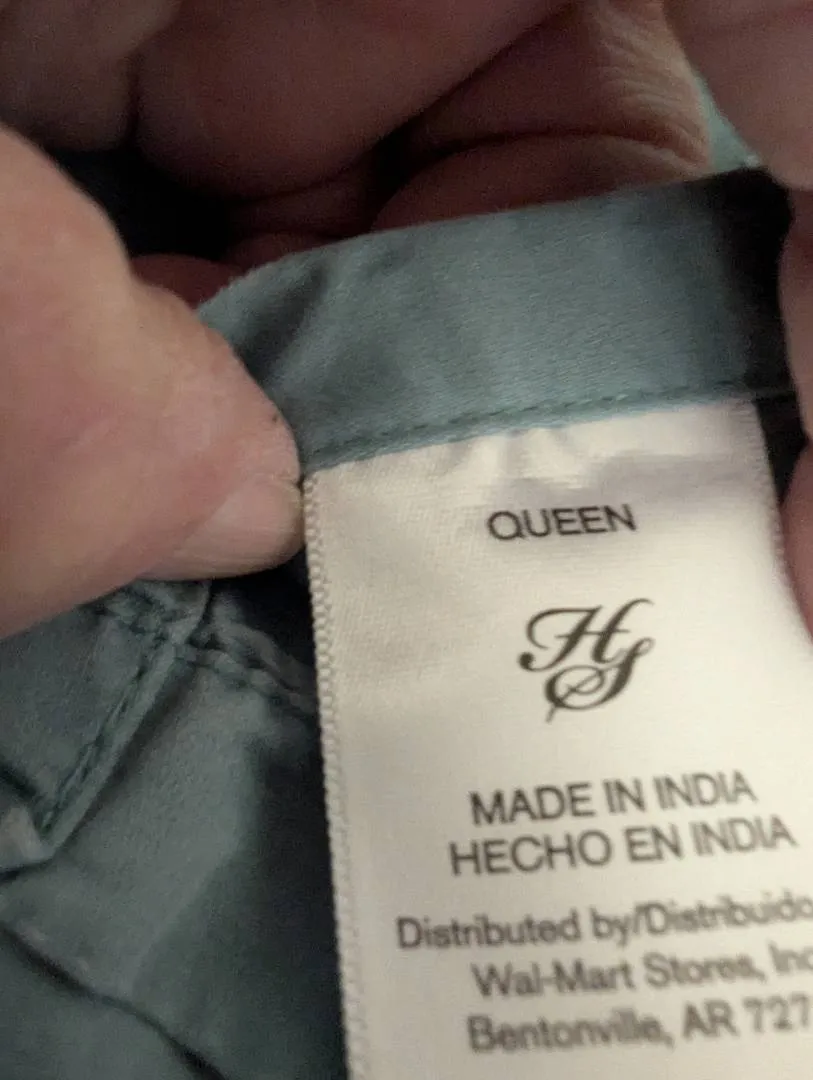 QUEEN
HS
MADE IN INDIA
HECHO EN INDIA
Distributed by/Distribuido
Wal-Mart Stores, Inc
Bentonville, AR 727